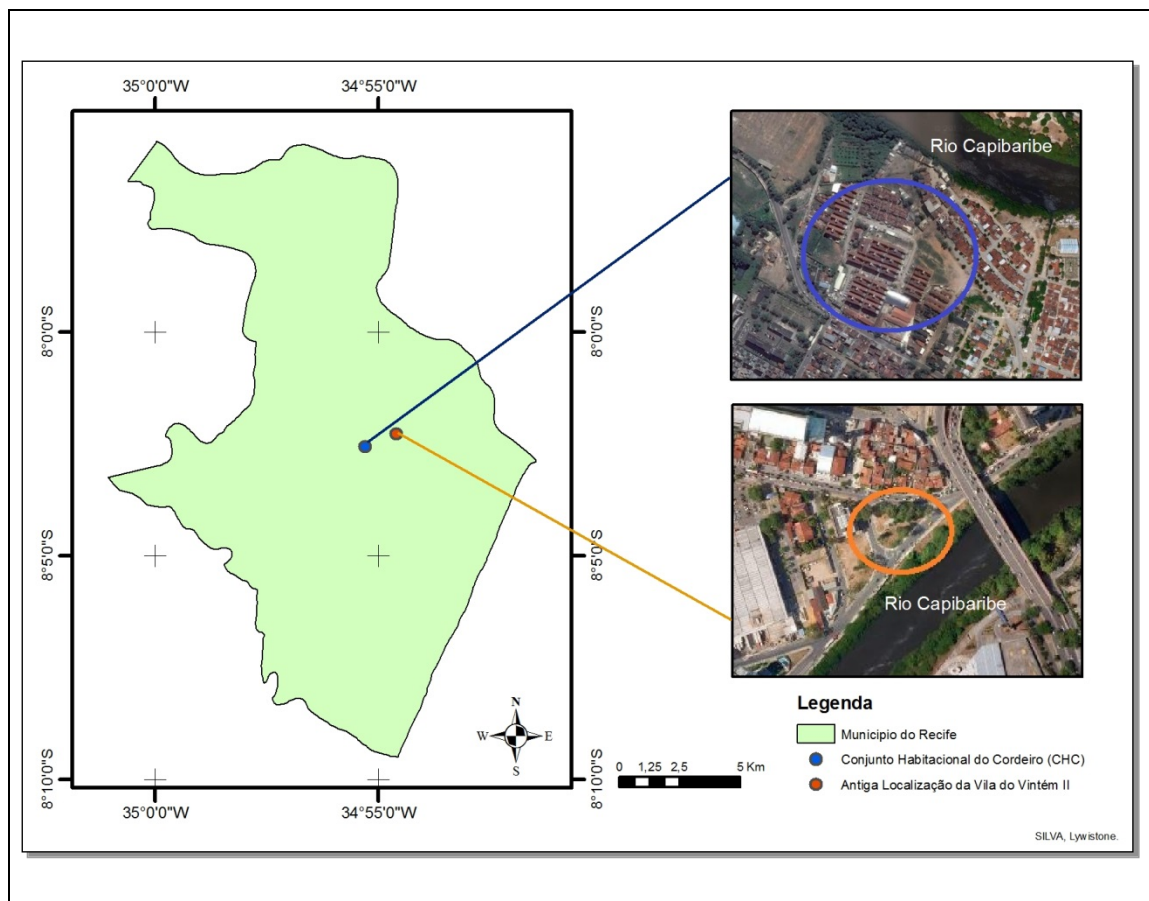 35°0'0"W
34°55'0"W
8°0'0"S
8°0'0"S
8°5'0"S
8°5'0"S
8°10'0"S
8°10'0"S
35°0'0"W
34°55'0"W
N
W
E
S
Rio Capibaribe
Rio Capibaribe
Legenda
Municipio do Recife
Conjunto Habitacional do Cordeiro (CHC)
Antiga Localização da Vila do Vintém II
0 1,25 2,5 5 Km
SILVA, Lywistone.